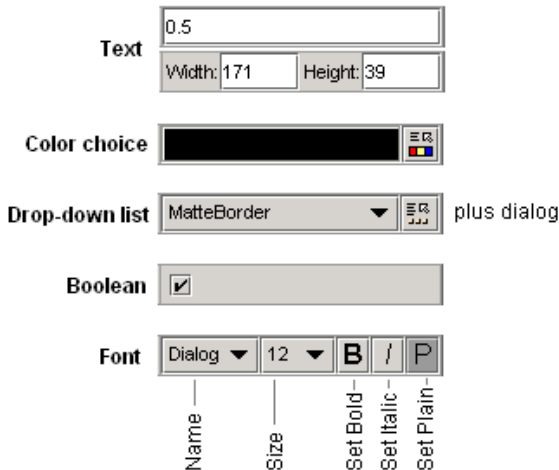 0.5
Text
Width: 171 Height: 39
Color choice
Drop-down list MatteBorder plus dialog
Boolean
Font Dialog 12 B I P
Name Size Set Bold Set Italic Set Plain